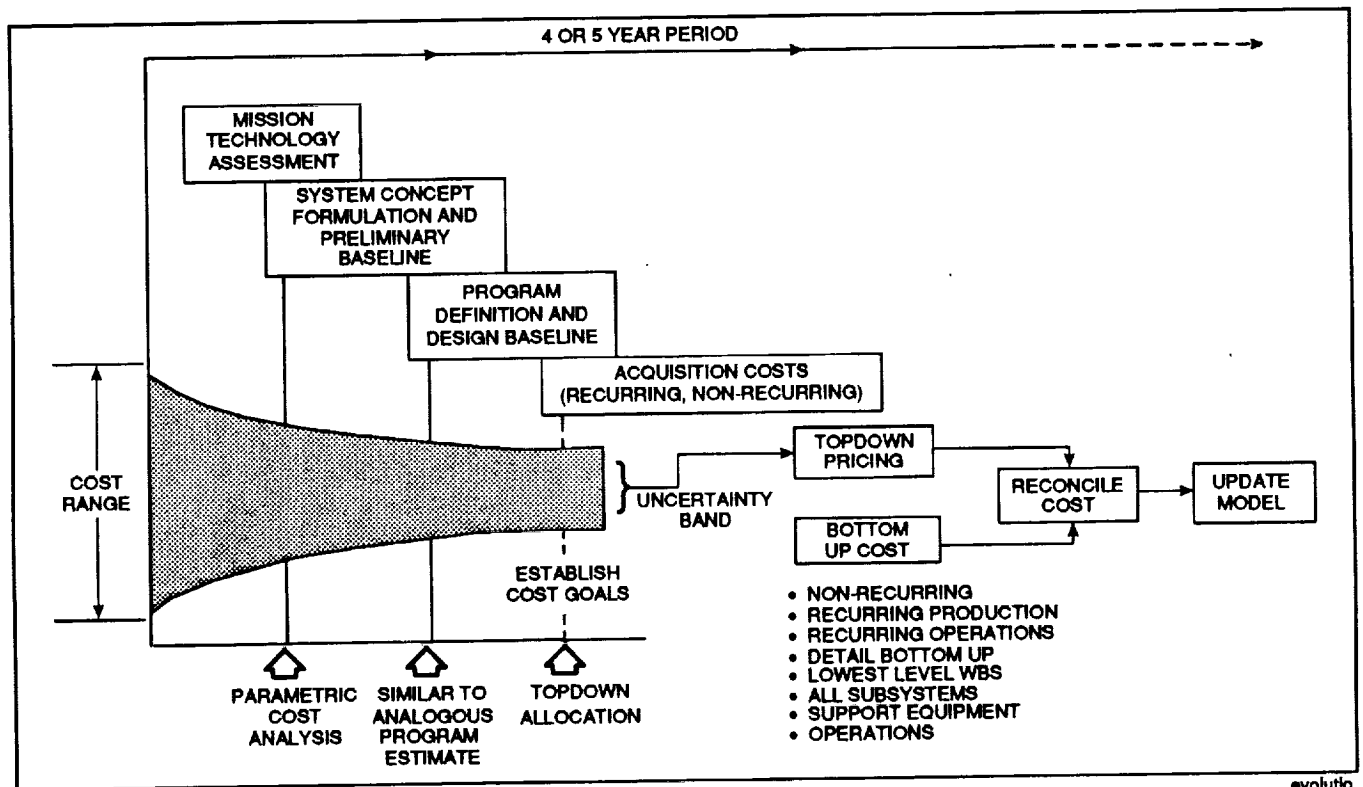 4 OR 5 YEAR PERIOD
MISSION
TECHNOLOGY
ASSESSMENT
SYSTEM CONCEPT
FORMULATION AND
PRELIMINARY
BASELINE
PROGRAM
DEFINITION AND
DESIGN BASELINE
ACQUISITION COSTS
(RECURRING, NON-RECURRING)
COST
RANGE
UNCERTAINTY
BAND
TOPDOWN
PRICING
RECONCILE
COST
UPDATE
MODEL
BOTTOM
UP COST
ESTABLISH
COST GOALS
• NON-RECURRING
• RECURRING PRODUCTION
• RECURRING OPERATIONS
• DETAIL BOTTOM UP
• LOWEST LEVEL WBS
• ALL SUBSYSTEMS
• SUPPORT EQUIPMENT
• OPERATIONS
PARAMETRIC
COST
ANALYSIS
SIMILAR TO
ANALOGOUS
PROGRAM
ESTIMATE
TOPDOWN
ALLOCATION
evolutio